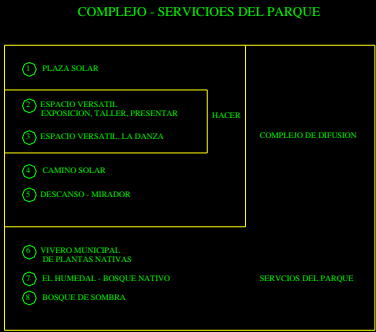 COMPLEJO - SERVICIOES DEL PARQUE
1 PLAZA SOLAR
2 ESPACIO VERSATIL
EXPOSICION, TALLER, PRESENTAR
HACER
3 ESPACIO VERSATIL. LA DANZA
COMPLEJO DE DIFUSION
4 CAMINO SOLAR
5 DESCANSO - MIRADOR
6 VIVERO MUNICIPAL
DE PLANTAS NATIVAS
7 EL HUMEDAL - BOSQUE NATIVO
SERVCIOS DEL PARQUE
8 BOSQUE DE SOMBRA